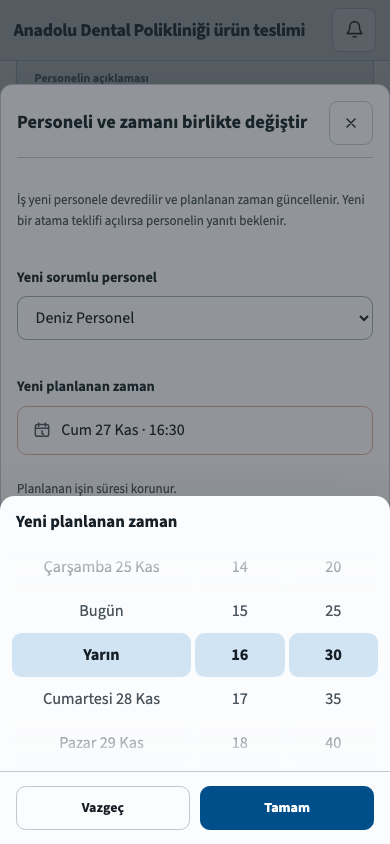 Anadolu Dental Polikliniği ürün teslimi
Personelin açıklaması
Personeli ve zamanı birlikte değiştir
İş yeni personele devredilir ve planlanan zaman güncellenir. Yeni
bir atama teklifi açılırsa personelin yanıtı beklenir.
Yeni sorumlu personel
Deniz Personel
Yeni planlanan zaman
Cum 27 Kas · 16:30
Planlanan işin süresi korunur.
Yeni planlanan zaman
Çarşamba 25 Kas 14 20
Bugün 15 25
Yarın 16 30
Cumartesi 28 Kas 17 35
Pazar 29 Kas 18 40
Vazgeç Tamam